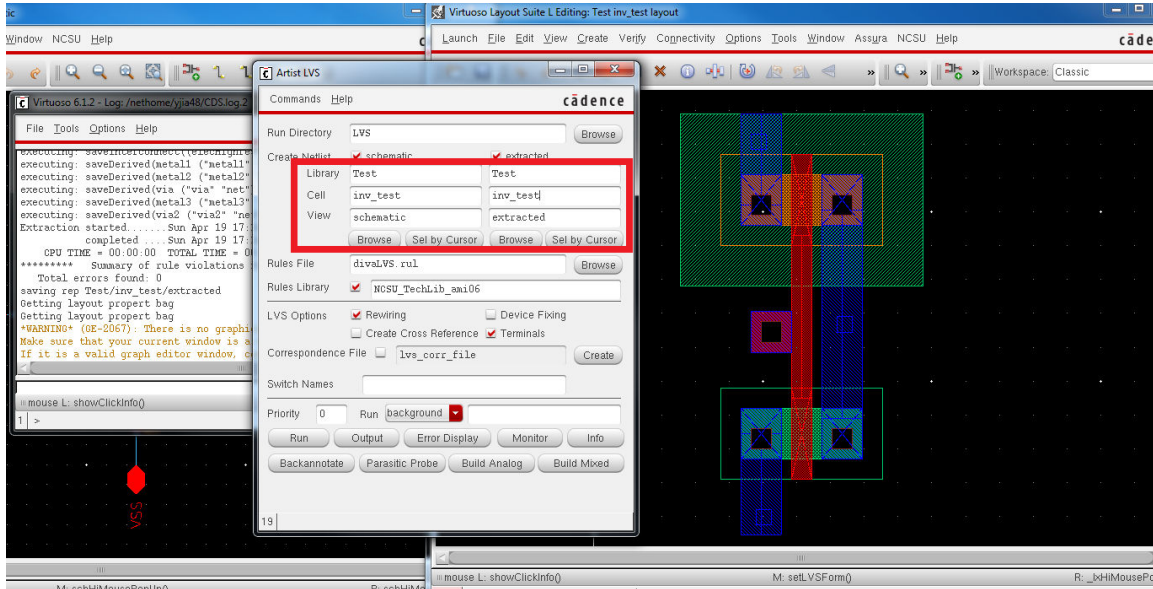 Virtuoso Layout Suite L Editing: Test inv_test layout
Window NCSU Help
Launch File Edit View Create Verify Connectivity Options Tools Window Assura NCSU Help
cāde
» » » Workspace: Classic
Virtuoso 6.1.2 - Log: /nethome/yjia48/CDS.log.2
File Tools Options Help
executing: saveDerived(metal1 ("metal1"
executing: saveDerived(metal2 ("metal2"
executing: saveDerived(via ("via" "net"
executing: saveDerived(metal3 ("metal3"
executing: saveDerived(via2 ("via2" "ne
Extraction started.......Sun Apr 19 17:
completed ....Sun Apr 19 17:
CPU TIME = 00:00:00 TOTAL TIME = 0
********* Summary of rule violations
Total errors found: 0
saving rep Test/inv_test/extracted
Getting layout propert bag
Getting layout propert bag
*WARNING* (GE-2067): There is no graphi
Make sure that your current window is a
If it is a valid graph editor window, c
mouse L: showClickInfo()
1 >
VSS
Artist LVS
Commands Help
cādence
Run Directory LVS Browse
Create Netlist schematic extracted
Library Test Test
Cell inv_test inv_test
View schematic extracted
Browse Sel by Cursor Browse Sel by Cursor
Rules File divaLVS.rul Browse
Rules Library NCSU_TechLib_ami06
LVS Options Rewiring Device Fixing
Create Cross Reference Terminals
Correspondence File lvs_corr_file Create
Switch Names
Priority 0 Run background
Run Output Error Display Monitor Info
Backannotate Parasitic Probe Build Analog Build Mixed
19
mouse L: showClickInfo() M: setLVSForm() R: _lxHiMousePo